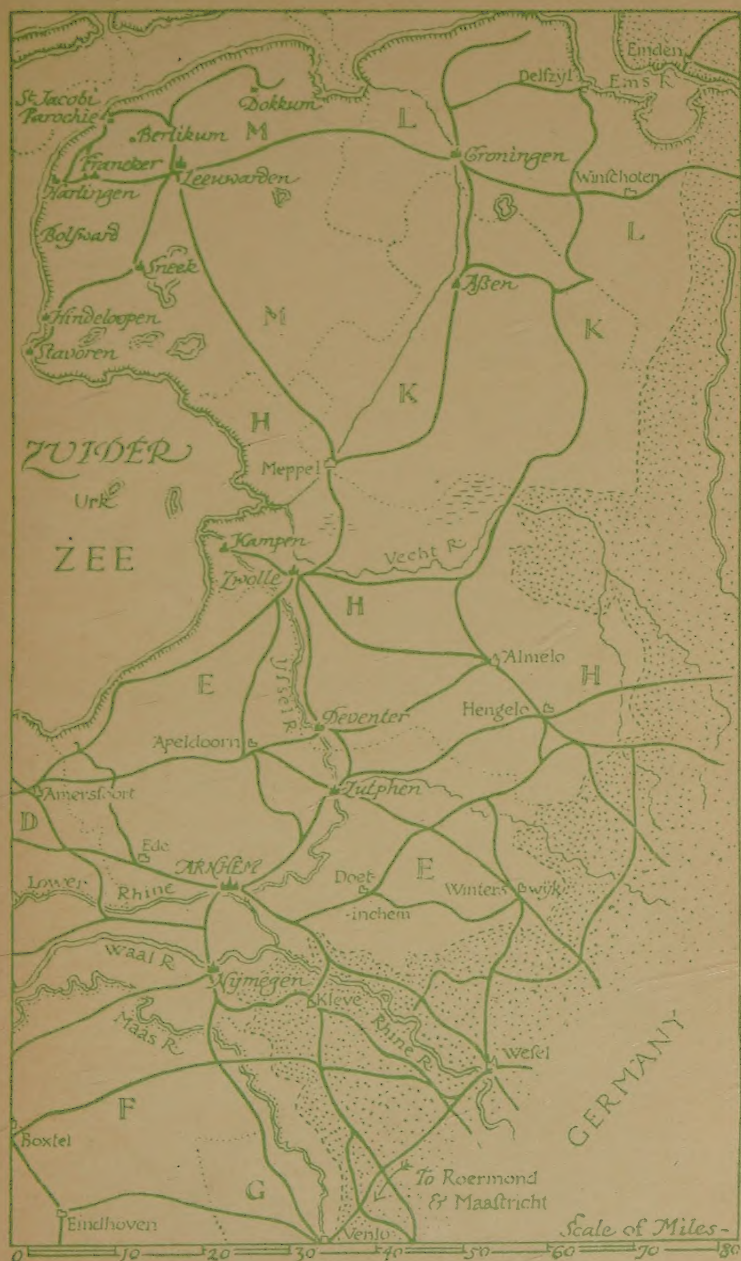 Emden
Delfzyl
Ems R
St Jacobi
Parochie
Dokkum
Berlikum
M
L
Franeker
Groningen
Harlingen
Leeuwarden
Winschoten
Bolsward
L
Sneek
Aßen
M
K
Hindeloopen
Stavoren
K
H
ZUIDER
Meppel
Urk
Kampen
ZEE
Vecht R
Zwolle
H
Almelo
E
H
IJssel R
Hengelo
Deventer
Apeldoorn
Amersfoort
Zutphen
D
Ede
ARNHEM
Doet-
E
Lower Rhine
Winterswijk
-inchem
Waal R
Nijmegen
Kleve
Maas R
Rhine R
Wesel
GERMANY
F
Boxtel
To Roermond
& Maastricht
G
Eindhoven
Venlo
Scale of Miles-
0 10 20 30 40 50 60 70 80